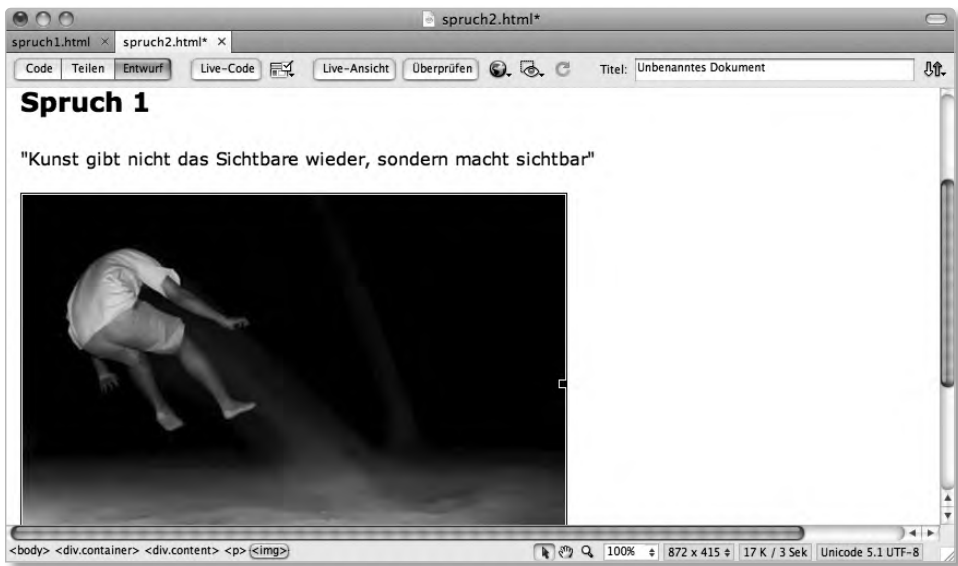 spruch2.html*
spruch1.html × spruch2.html* ×
Code Teilen Entwurf Live-Code Live-Ansicht Überprüfen Titel: Unbenanntes Dokument
Spruch 1
"Kunst gibt nicht das Sichtbare wieder, sondern macht sichtbar"
<body> <div.container> <div.content> <p> <img> 100% 872 x 415 17 K / 3 Sek Unicode 5.1 UTF-8